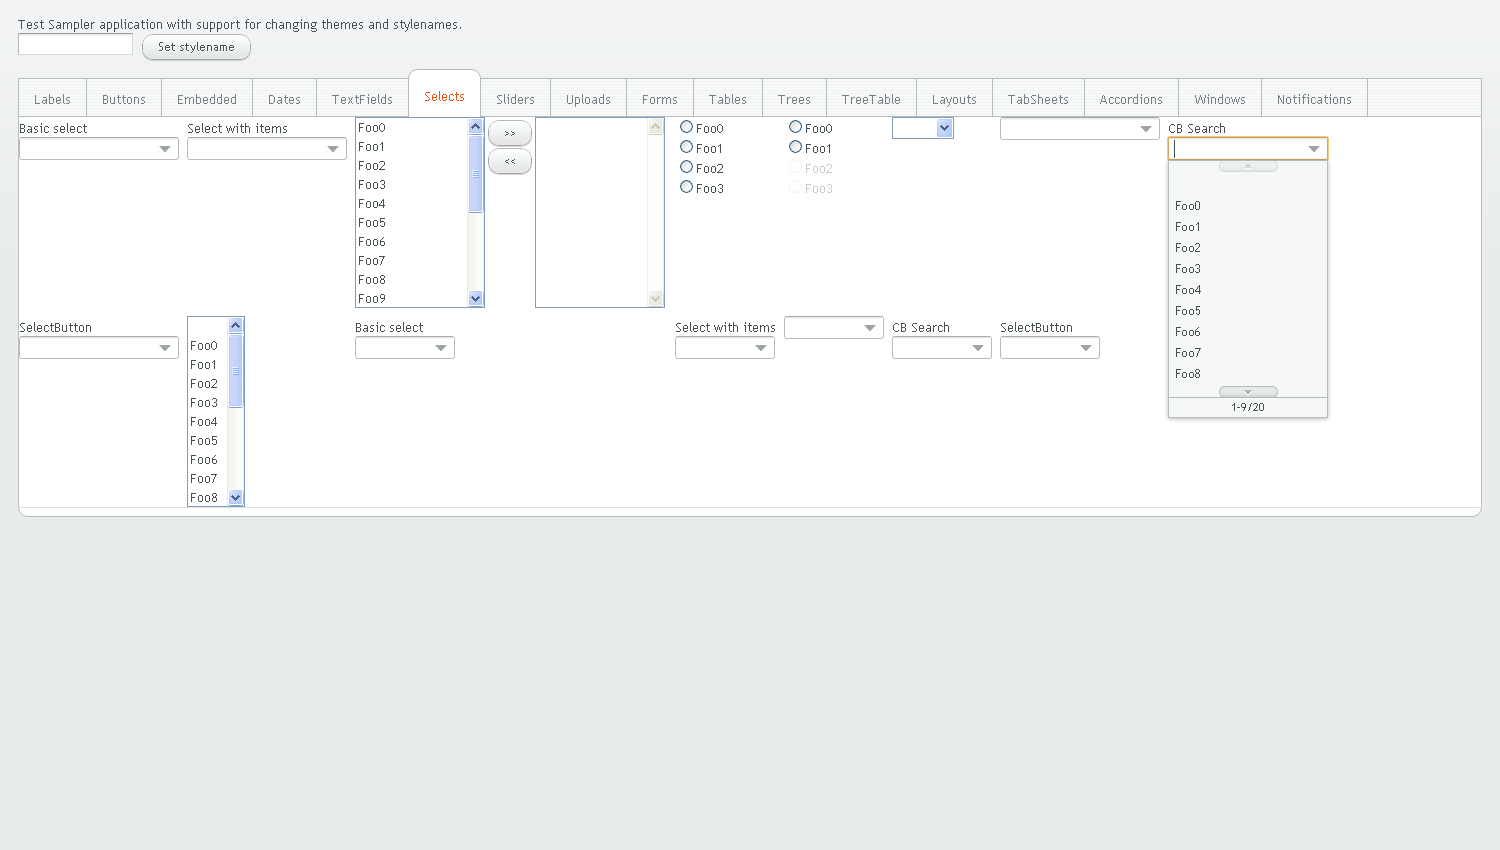 Test Sampler application with support for changing themes and stylenames.
Set stylename
Labels Buttons Embedded Dates TextFields Selects Sliders Uploads Forms Tables Trees TreeTable Layouts TabSheets Accordions Windows Notifications
Basic select
Select with items
Foo0
Foo1
Foo2
Foo3
Foo4
Foo5
Foo6
Foo7
Foo8
Foo9
>>
<<
Foo0
Foo1
Foo2
Foo3
Foo0
Foo1
Foo2
Foo3
CB Search
Foo0
Foo1
Foo2
Foo3
Foo4
Foo5
Foo6
Foo7
Foo8
1-9/20
SelectButton
Foo0
Foo1
Foo2
Foo3
Foo4
Foo5
Foo6
Foo7
Foo8
Basic select
Select with items
CB Search
SelectButton